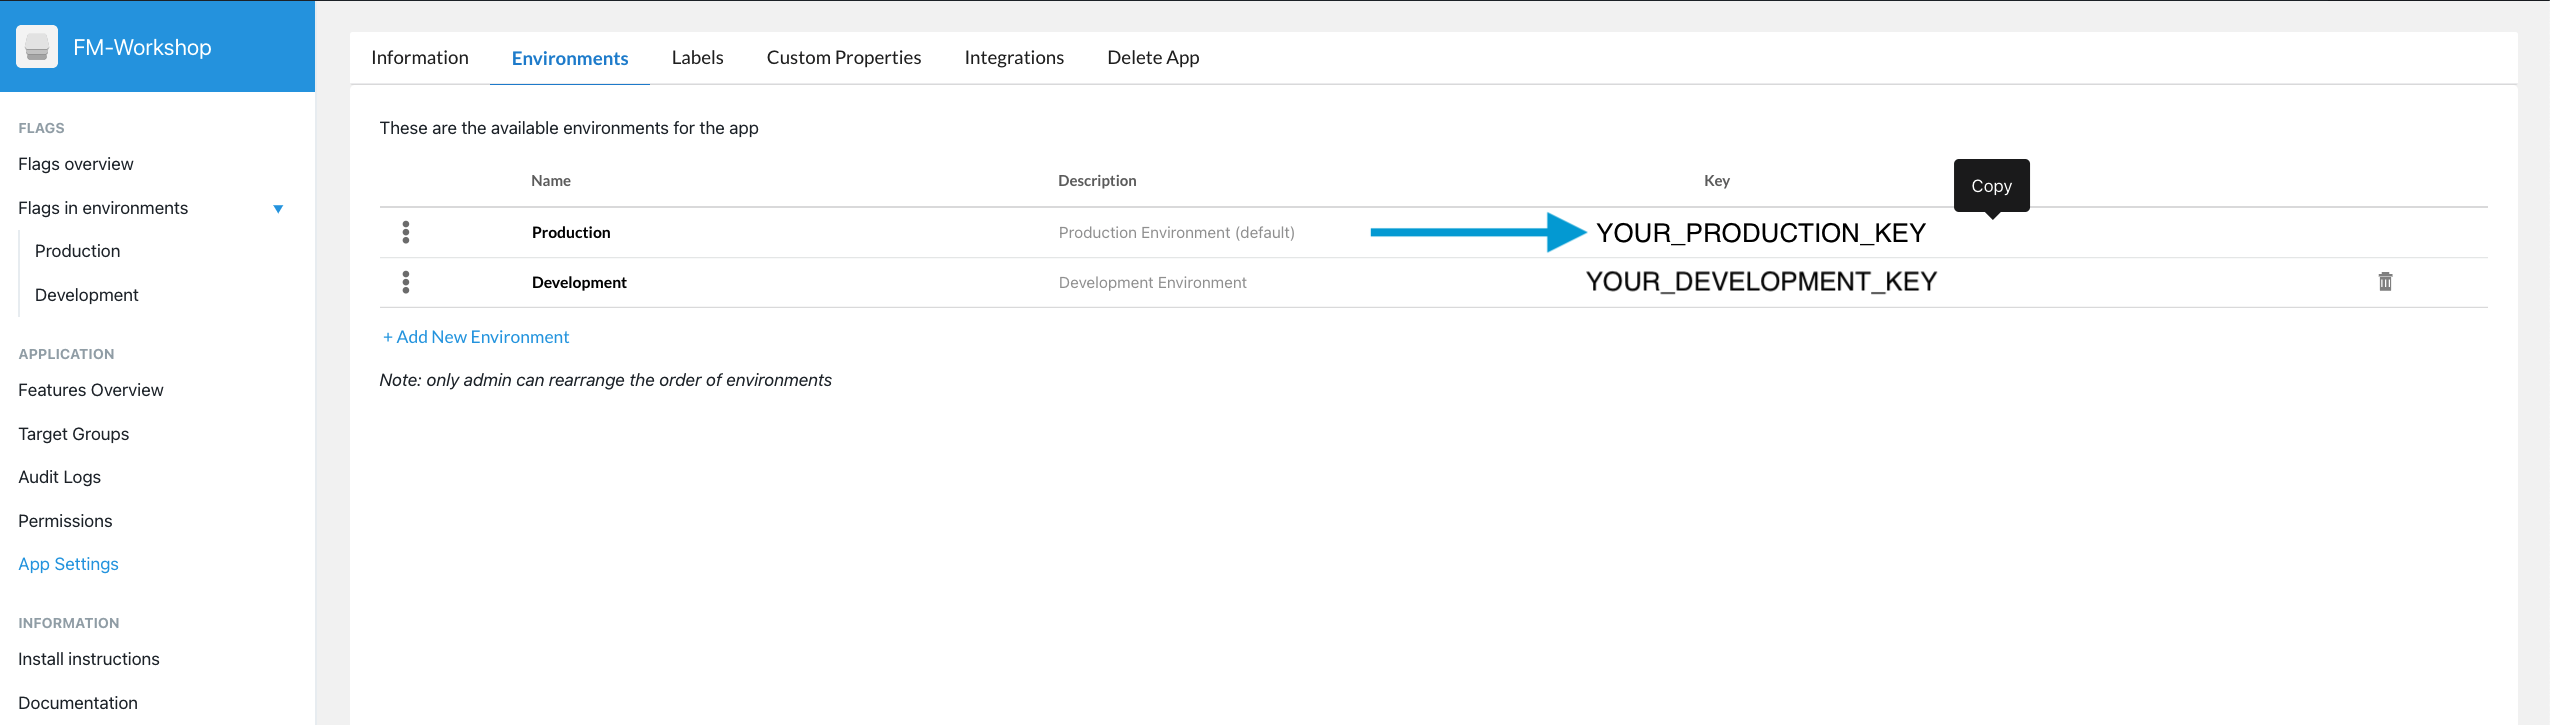 FM-Workshop
FLAGS
Flags overview
Flags in environments
Production
Development
APPLICATION
Features Overview
Target Groups
Audit Logs
Permissions
App Settings
INFORMATION
Install instructions
Documentation
Information Environments Labels Custom Properties Integrations Delete App
These are the available environments for the app
Name Description Key
Copy
Production Production Environment (default) YOUR_PRODUCTION_KEY
Development Development Environment YOUR_DEVELOPMENT_KEY
+ Add New Environment
Note: only admin can rearrange the order of environments